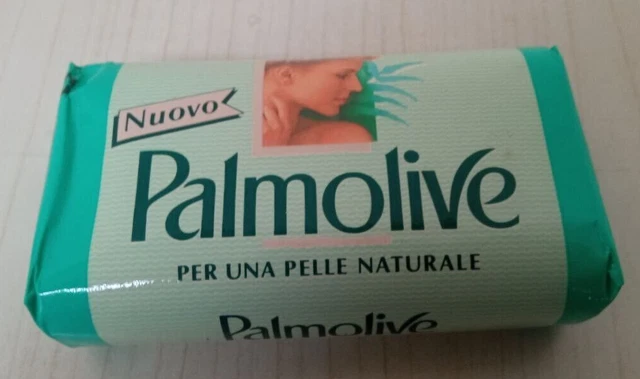 Nuovo
Palmolive
PER UNA PELLE NATURALE
Palmolive